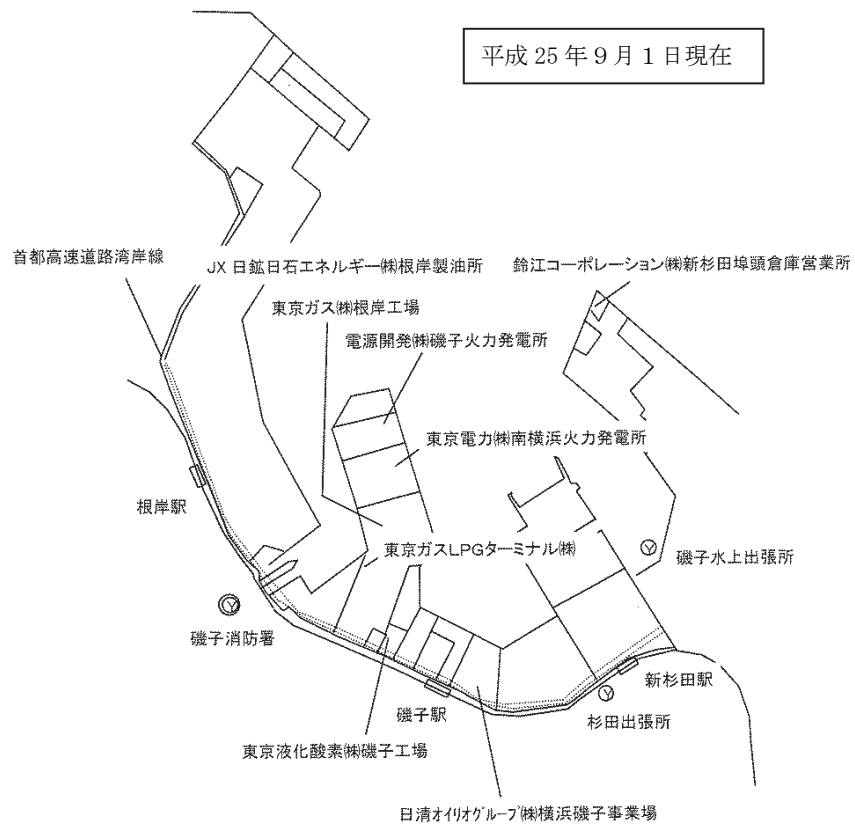 平成 25 年 9 月 1 日現在
首都高速道路湾岸線
JX 日鉱日石エネルギー㈱根岸製油所
鈴江コーポレーション㈱新杉田埠頭倉庫営業所
東京ガス㈱根岸工場
電源開発㈱磯子火力発電所
東京電力㈱南横浜火力発電所
根岸駅
東京ガスLPGターミナル㈱
磯子水上出張所
磯子消防署
新杉田駅
磯子駅
杉田出張所
東京液化酸素㈱磯子工場
日清オイリオグループ㈱横浜磯子事業場